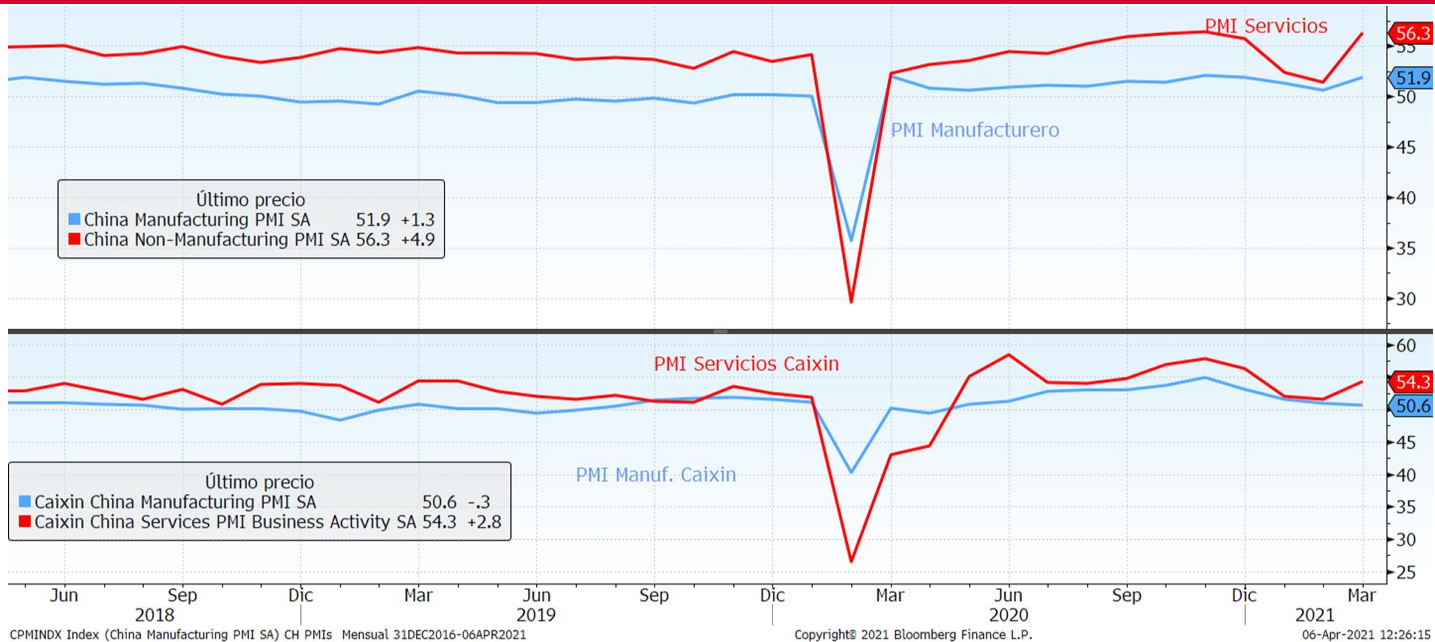 PMI Servicios
56.3
55
51.9
50
PMI Manufacturero
45
40
35
30
Último precio
China Manufacturing PMI SA 51.9 +1.3
China Non-Manufacturing PMI SA 56.3 +4.9
60
PMI Servicios Caixin
54.3
50.6
45
PMI Manuf. Caixin
40
35
30
25
Último precio
Caixin China Manufacturing PMI SA 50.6 -.3
Caixin China Services PMI Business Activity SA 54.3 +2.8
Jun Sep Dic Mar Jun Sep Dic Mar Jun Sep Dic Mar
2018 2019 2020 2021
CPMINDX Index (China Manufacturing PMI SA) CH PMIs Mensual 31DEC2016-06APR2021 Copyright© 2021 Bloomberg Finance L.P. 06-Apr-2021 12:26:15